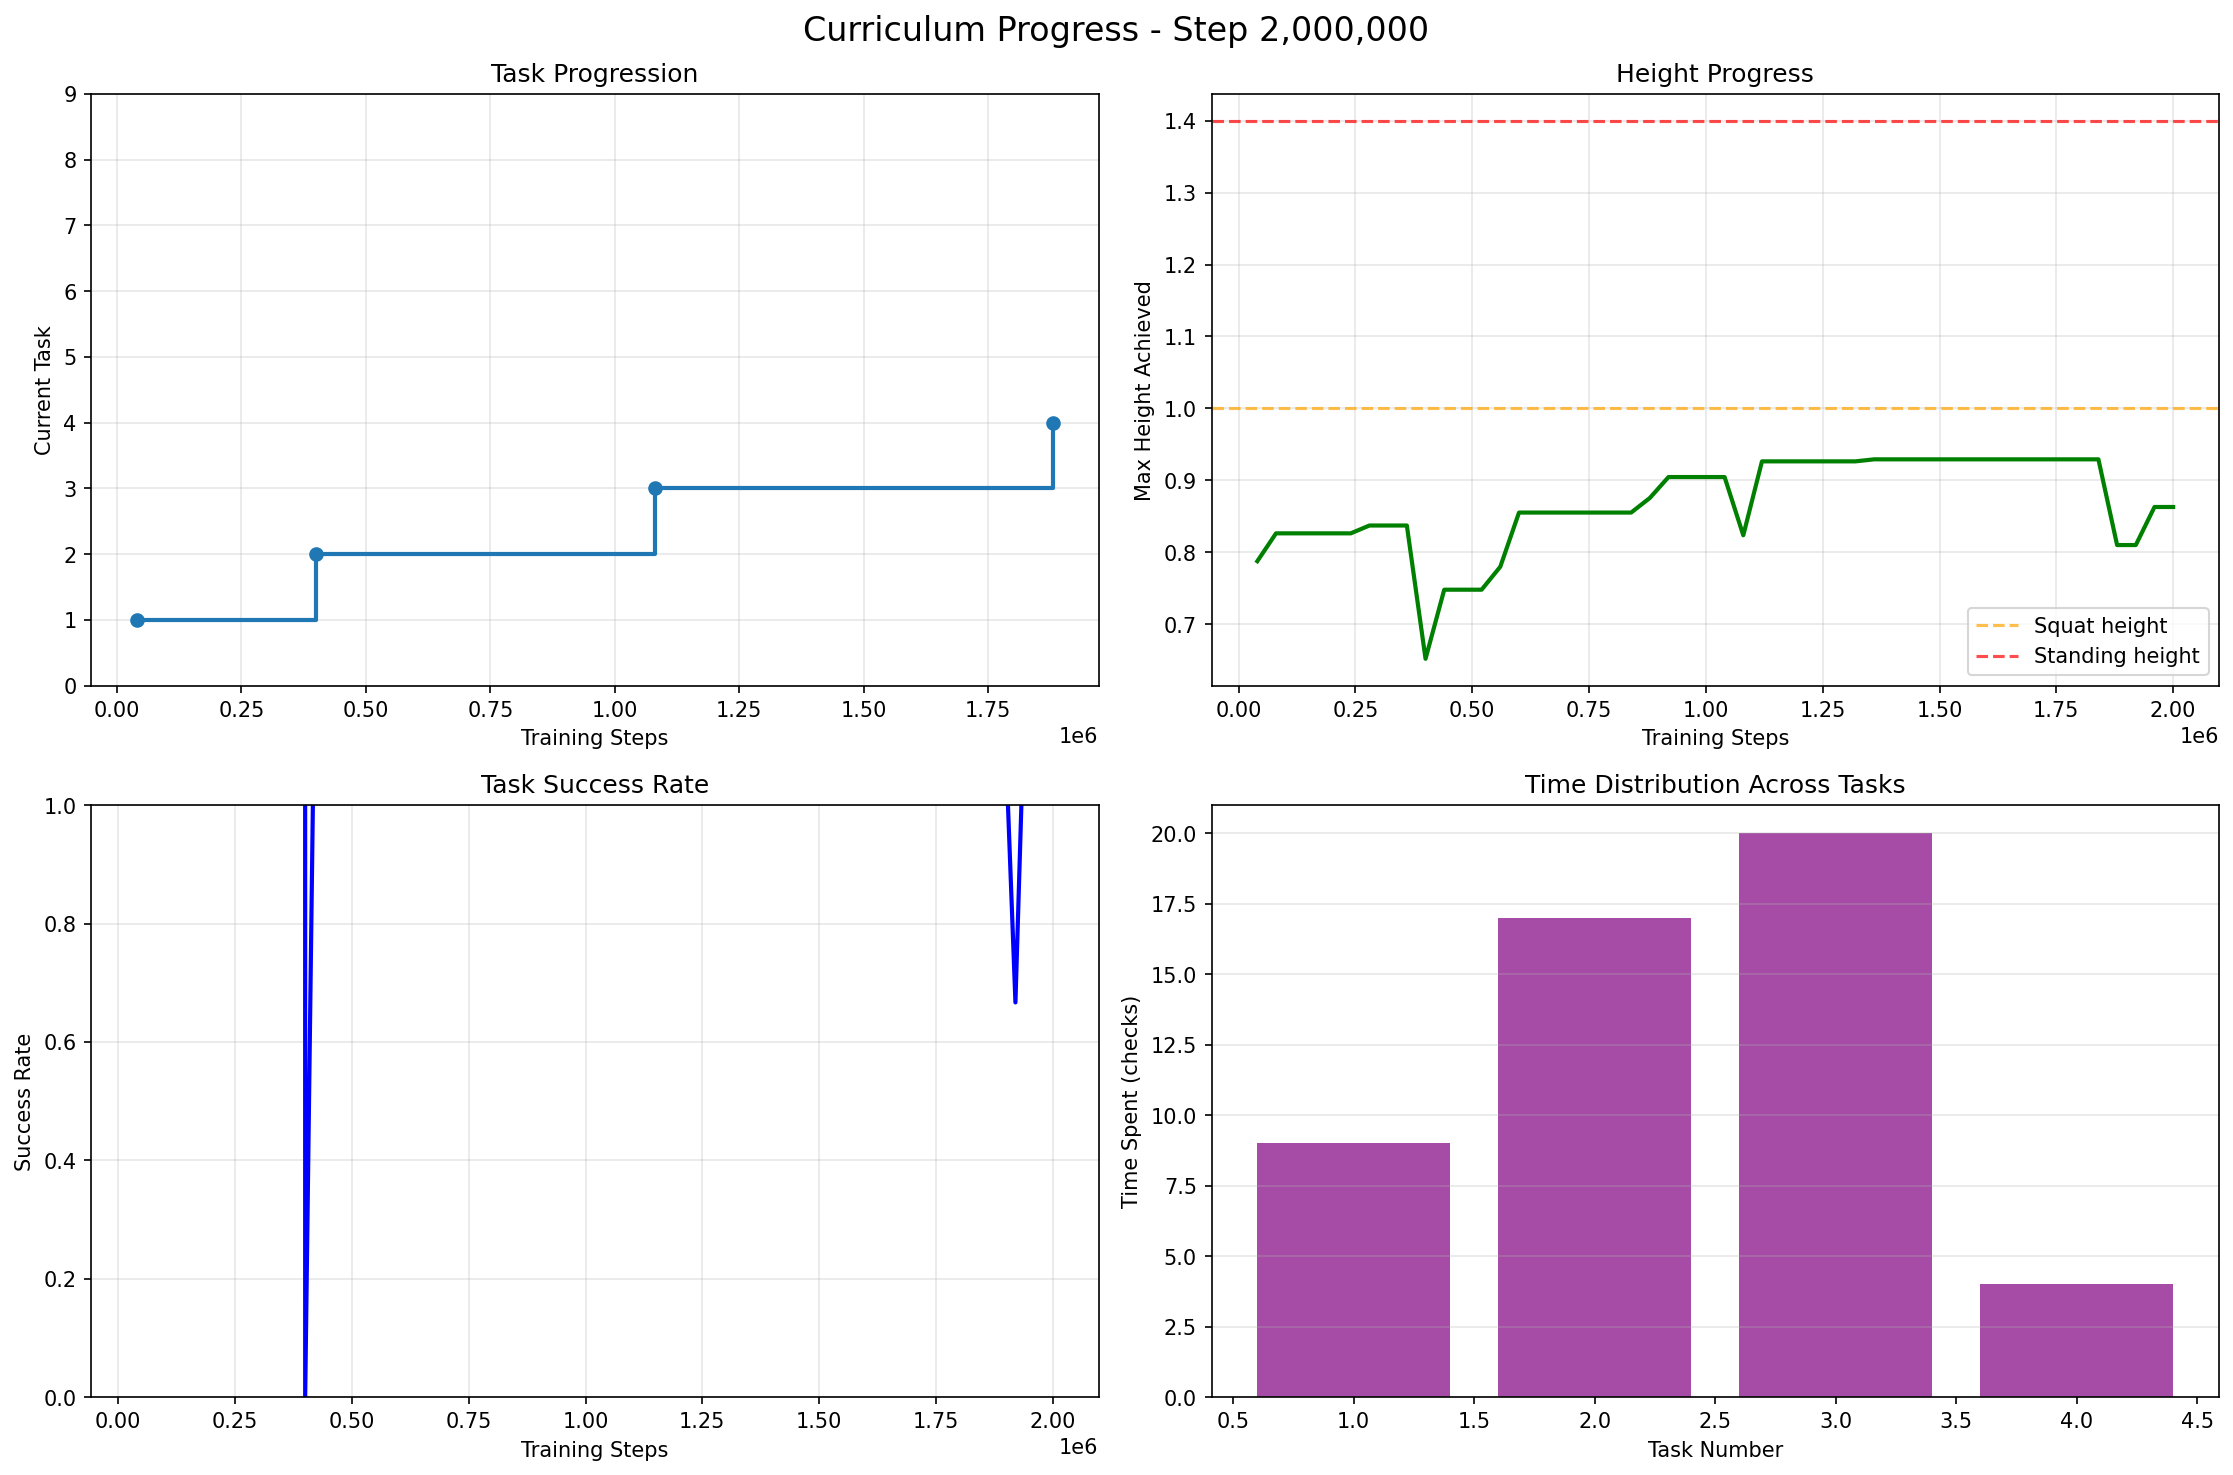 Curriculum Progress - Step 2,000,000
Task Progression
9
8
7
6
5
4
3
2
1
0
Current Task
0.00 0.25 0.50 0.75 1.00 1.25 1.50 1.75
1e6
Training Steps
Height Progress
1.4
1.3
1.2
1.1
1.0
0.9
0.8
0.7
Max Height Achieved
Squat height
Standing height
0.00 0.25 0.50 0.75 1.00 1.25 1.50 1.75 2.00
1e6
Training Steps
Task Success Rate
1.0
0.8
0.6
0.4
0.2
0.0
Success Rate
0.00 0.25 0.50 0.75 1.00 1.25 1.50 1.75 2.00
1e6
Training Steps
Time Distribution Across Tasks
20.0
17.5
15.0
12.5
10.0
7.5
5.0
2.5
0.0
Time Spent (checks)
0.5 1.0 1.5 2.0 2.5 3.0 3.5 4.0 4.5
Task Number